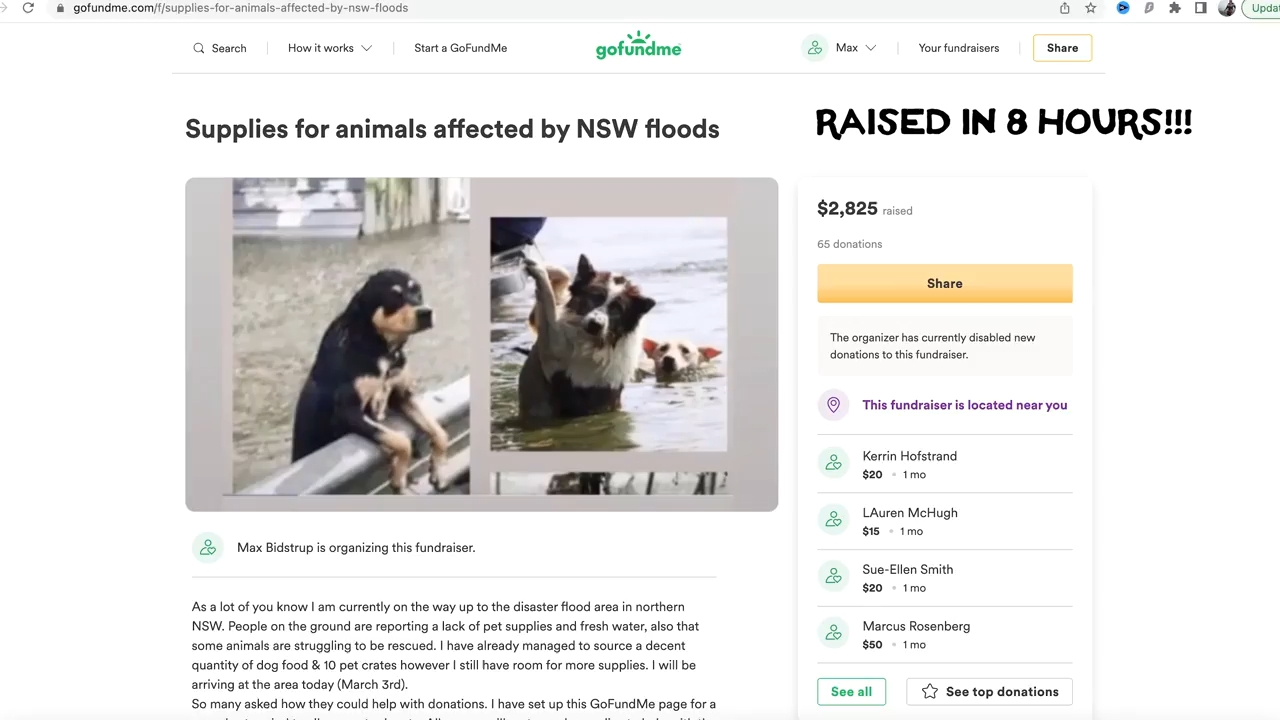 gofundme.com/f/supplies-for-animals-affected-by-nsw-floods
Search
How it works
Start a GoFundMe
gofundme
Max
Your fundraisers
Share
Supplies for animals affected by NSW floods
RAISED IN 8 HOURS!!!
$2,825 raised
65 donations
Share
The organizer has currently disabled new
donations to this fundraiser.
This fundraiser is located near you
Kerrin Hofstrand
$20 • 1 mo
LAuren McHugh
$15 • 1 mo
Sue-Ellen Smith
$20 • 1 mo
Marcus Rosenberg
$50 • 1 mo
See all
See top donations
Max Bidstrup is organizing this fundraiser.
As a lot of you know I am currently on the way up to the disaster flood area in northern
NSW. People on the ground are reporting a lack of pet supplies and fresh water, also that
some animals are struggling to be rescued. I have already managed to source a decent
quantity of dog food & 10 pet crates however I still have room for more supplies. I will be
arriving at the area today (March 3rd).
So many asked how they could help with donations. I have set up this GoFundMe page for a